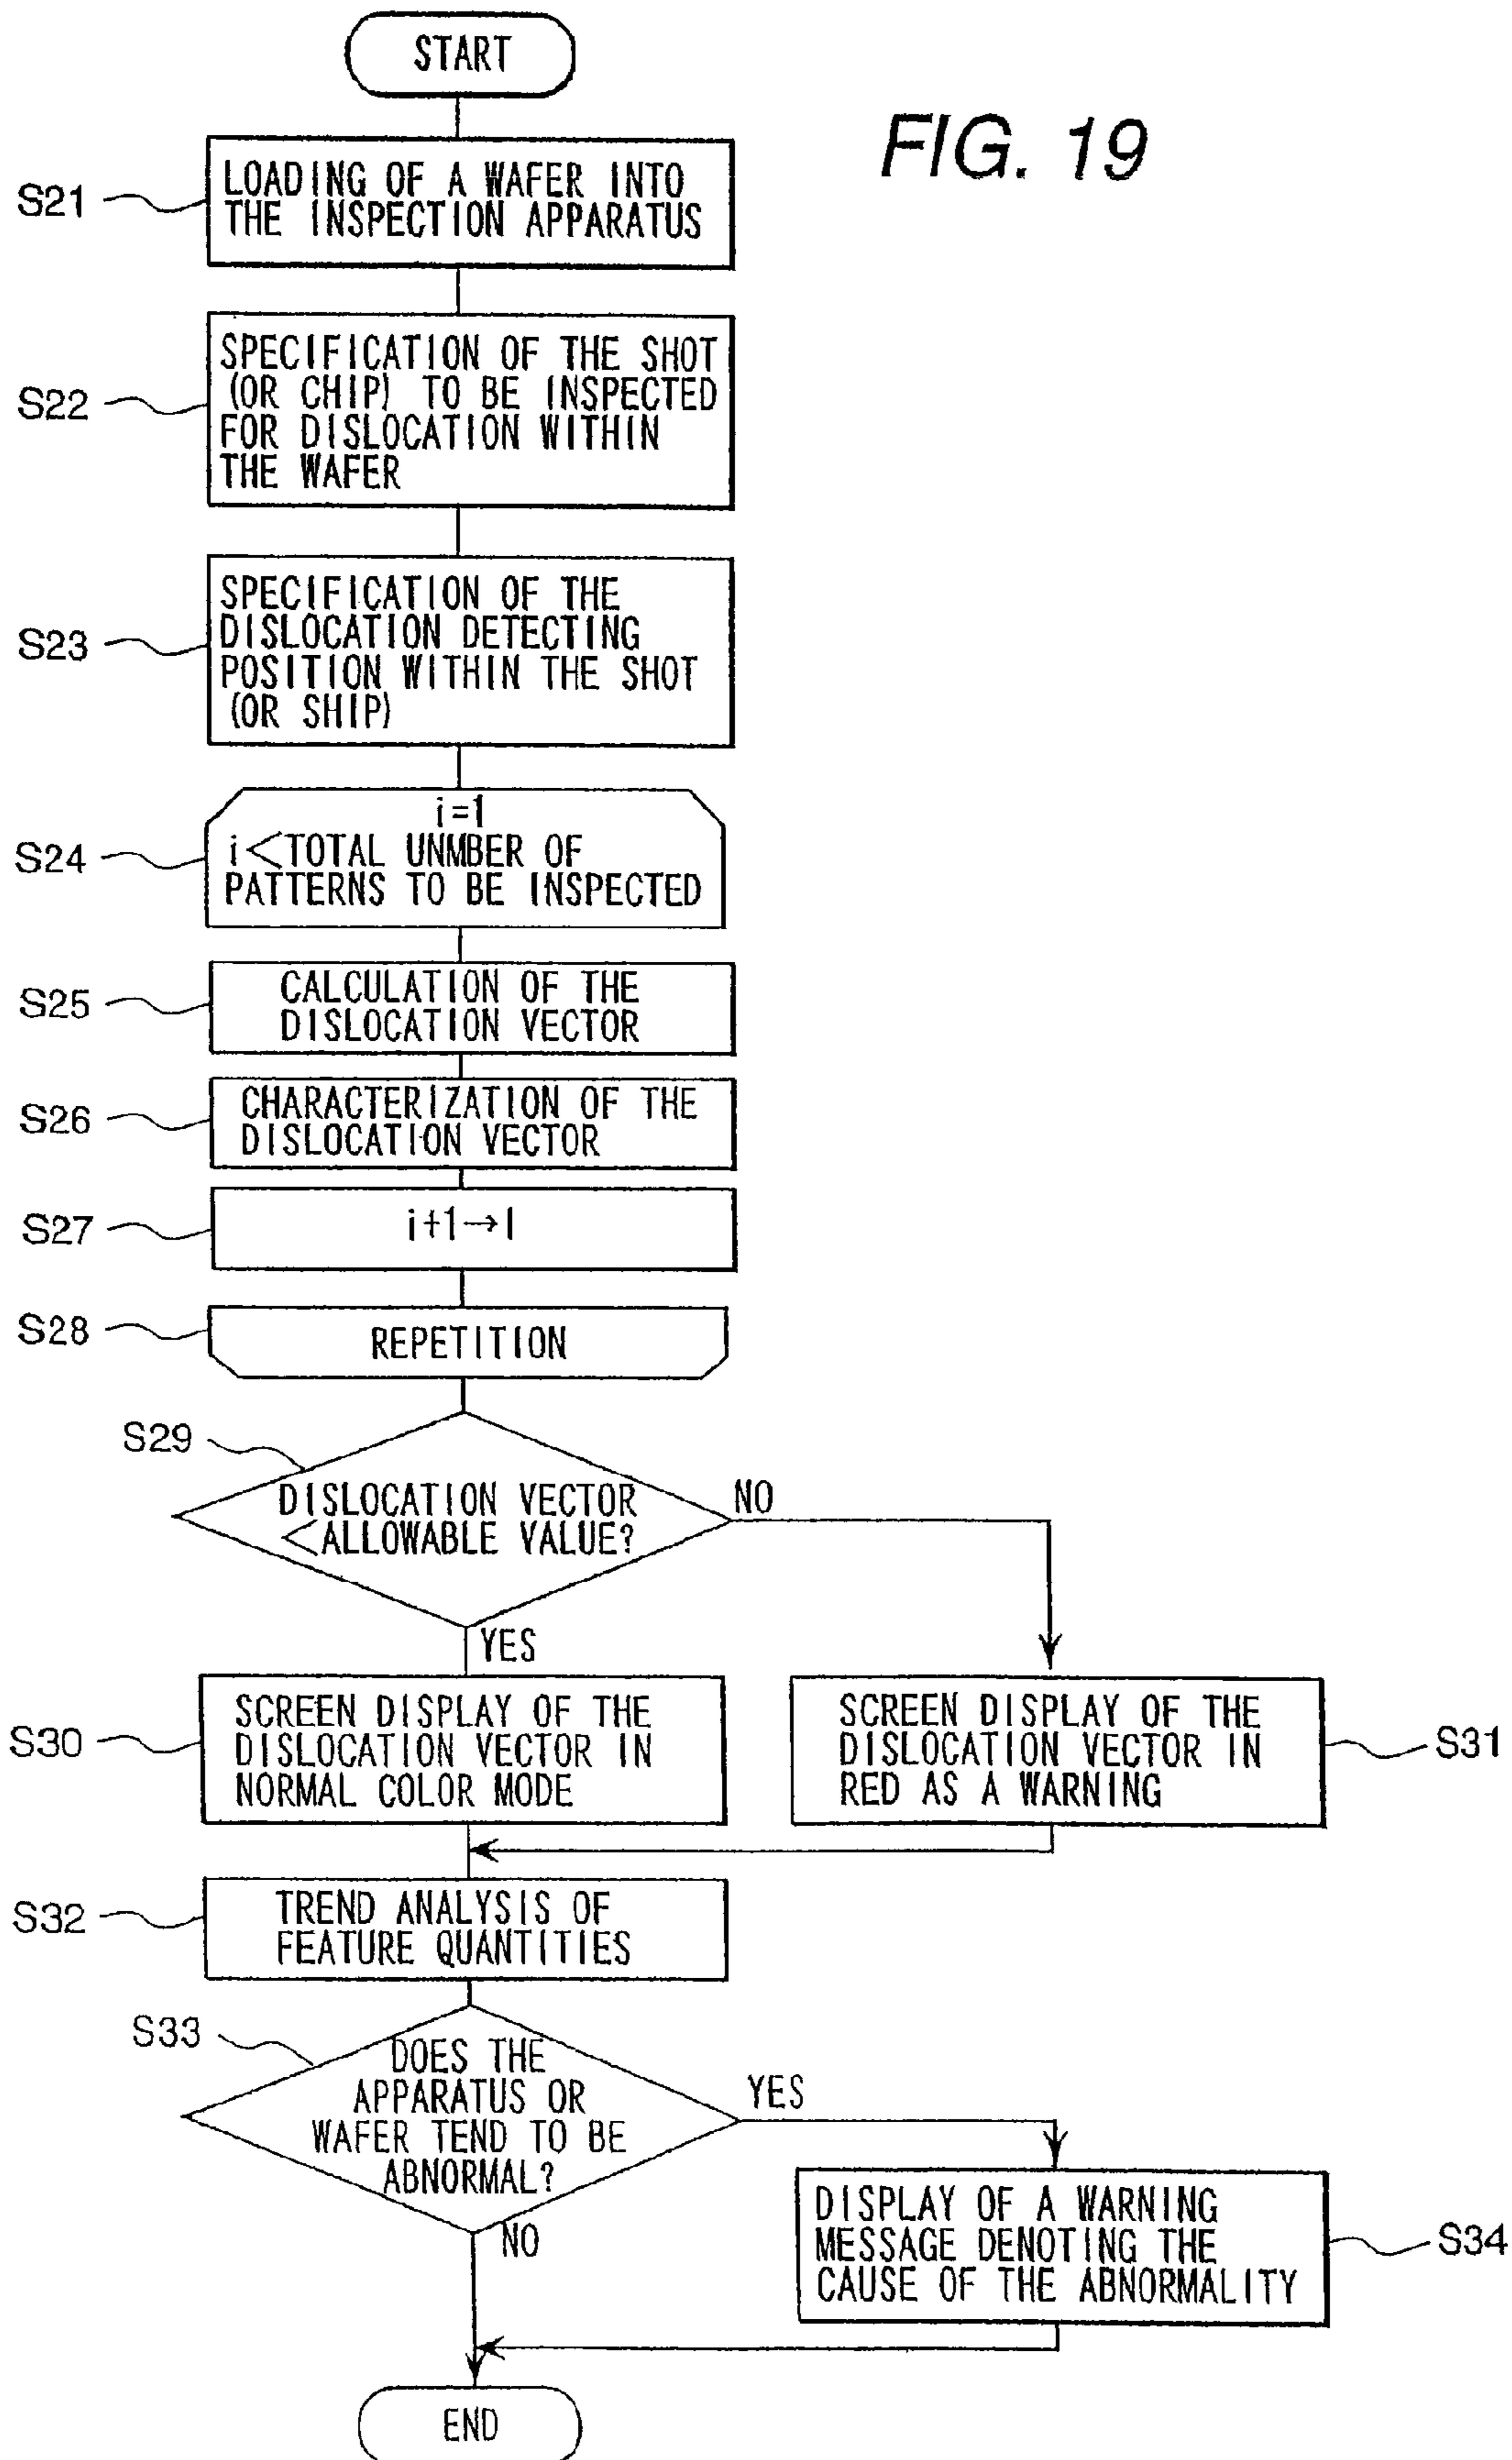 START
FIG. 19
S21
LOADING OF A WAFER INTO
THE INSPECTION APPARATUS
S22
SPECIFICATION OF THE SHOT
(OR CHIP) TO BE INSPECTED
FOR DISLOCATION WITHIN
THE WAFER
S23
SPECIFICATION OF THE
DISLOCATION DETECTING
POSITION WITHIN THE SHOT
(OR SHIP)
S24
i=1
i<TOTAL UNMBER OF
PATTERNS TO BE INSPECTED
S25
CALCULATION OF THE
DISLOCATION VECTOR
S26
CHARACTERIZATION OF THE
DISLOCATION VECTOR
S27
i+1→I
S28
REPETITION
S29
DISLOCATION VECTOR
<ALLOWABLE VALUE?
NO
YES
S30
SCREEN DISPLAY OF THE
DISLOCATION VECTOR IN
NORMAL COLOR MODE
SCREEN DISPLAY OF THE
DISLOCATION VECTOR IN
RED AS A WARNING
S31
S32
TREND ANALYSIS OF
FEATURE QUANTITIES
S33
DOES THE
APPARATUS OR
WAFER TEND TO BE
ABNORMAL?
YES
NO
DISPLAY OF A WARNING
MESSAGE DENOTING THE
CAUSE OF THE ABNORMALITY
S34
END